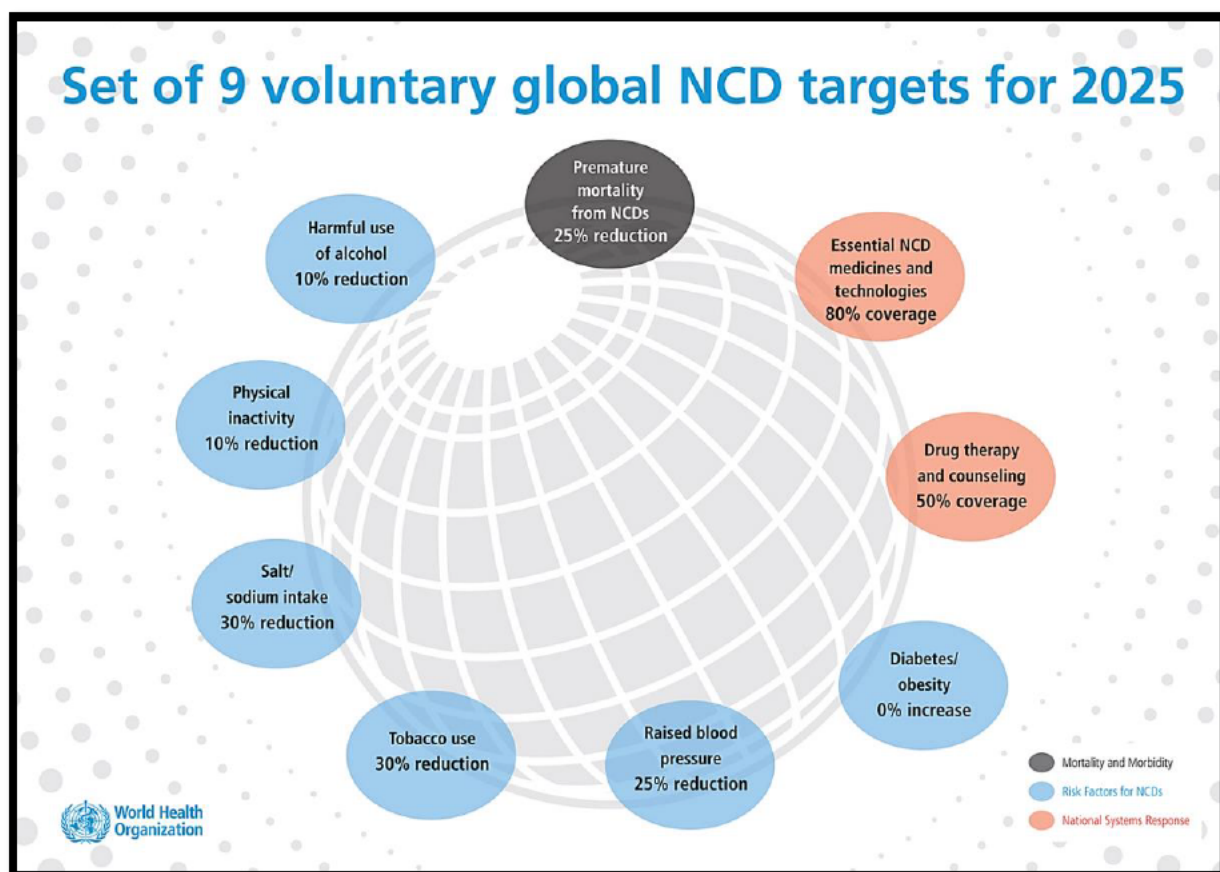 Set of 9 voluntary global NCD targets for 2025
Premature
mortality
from NCDs
25% reduction
Harmful use
of alcohol
10% reduction
Essential NCD
medicines and
technologies
80% coverage
Physical
inactivity
10% reduction
Drug therapy
and counseling
50% coverage
Salt/
sodium intake
30% reduction
Diabetes/
obesity
0% increase
Tobacco use
30% reduction
Raised blood
pressure
25% reduction
Mortality and Morbidity
Risk Factors for NCDs
National Systems Response
World Health
Organization